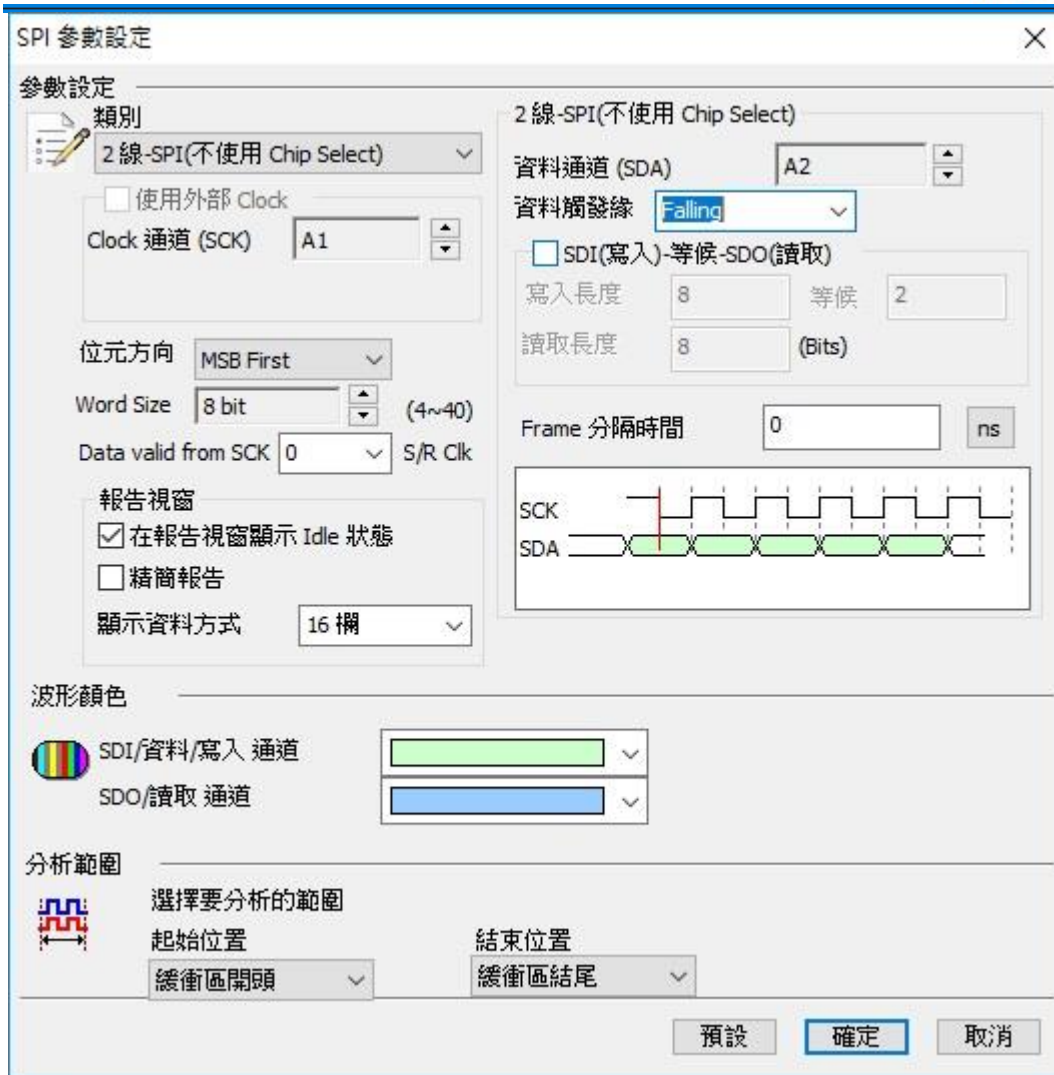 SPI 參數設定
參數設定
類別
2 線-SPI(不使用 Chip Select)
使用外部 Clock
Clock 通道 (SCK) A1
位元方向 MSB First
Word Size 8 bit (4~40)
Data valid from SCK 0 S/R Clk
報告視窗
在報告視窗顯示 Idle 狀態
精簡報告
顯示資料方式 16 欄
2 線-SPI(不使用 Chip Select)
資料通道 (SDA) A2
資料觸發緣 Falling
SDI(寫入)-等候-SDO(讀取)
寫入長度 8 等候 2
讀取長度 8 (Bits)
Frame 分隔時間 0 ns
SCK
SDA
波形顏色
SDI/資料/寫入 通道
SDO/讀取 通道
分析範圍
選擇要分析的範圍
起始位置 結束位置
緩衝區開頭 緩衝區結尾
預設 確定 取消